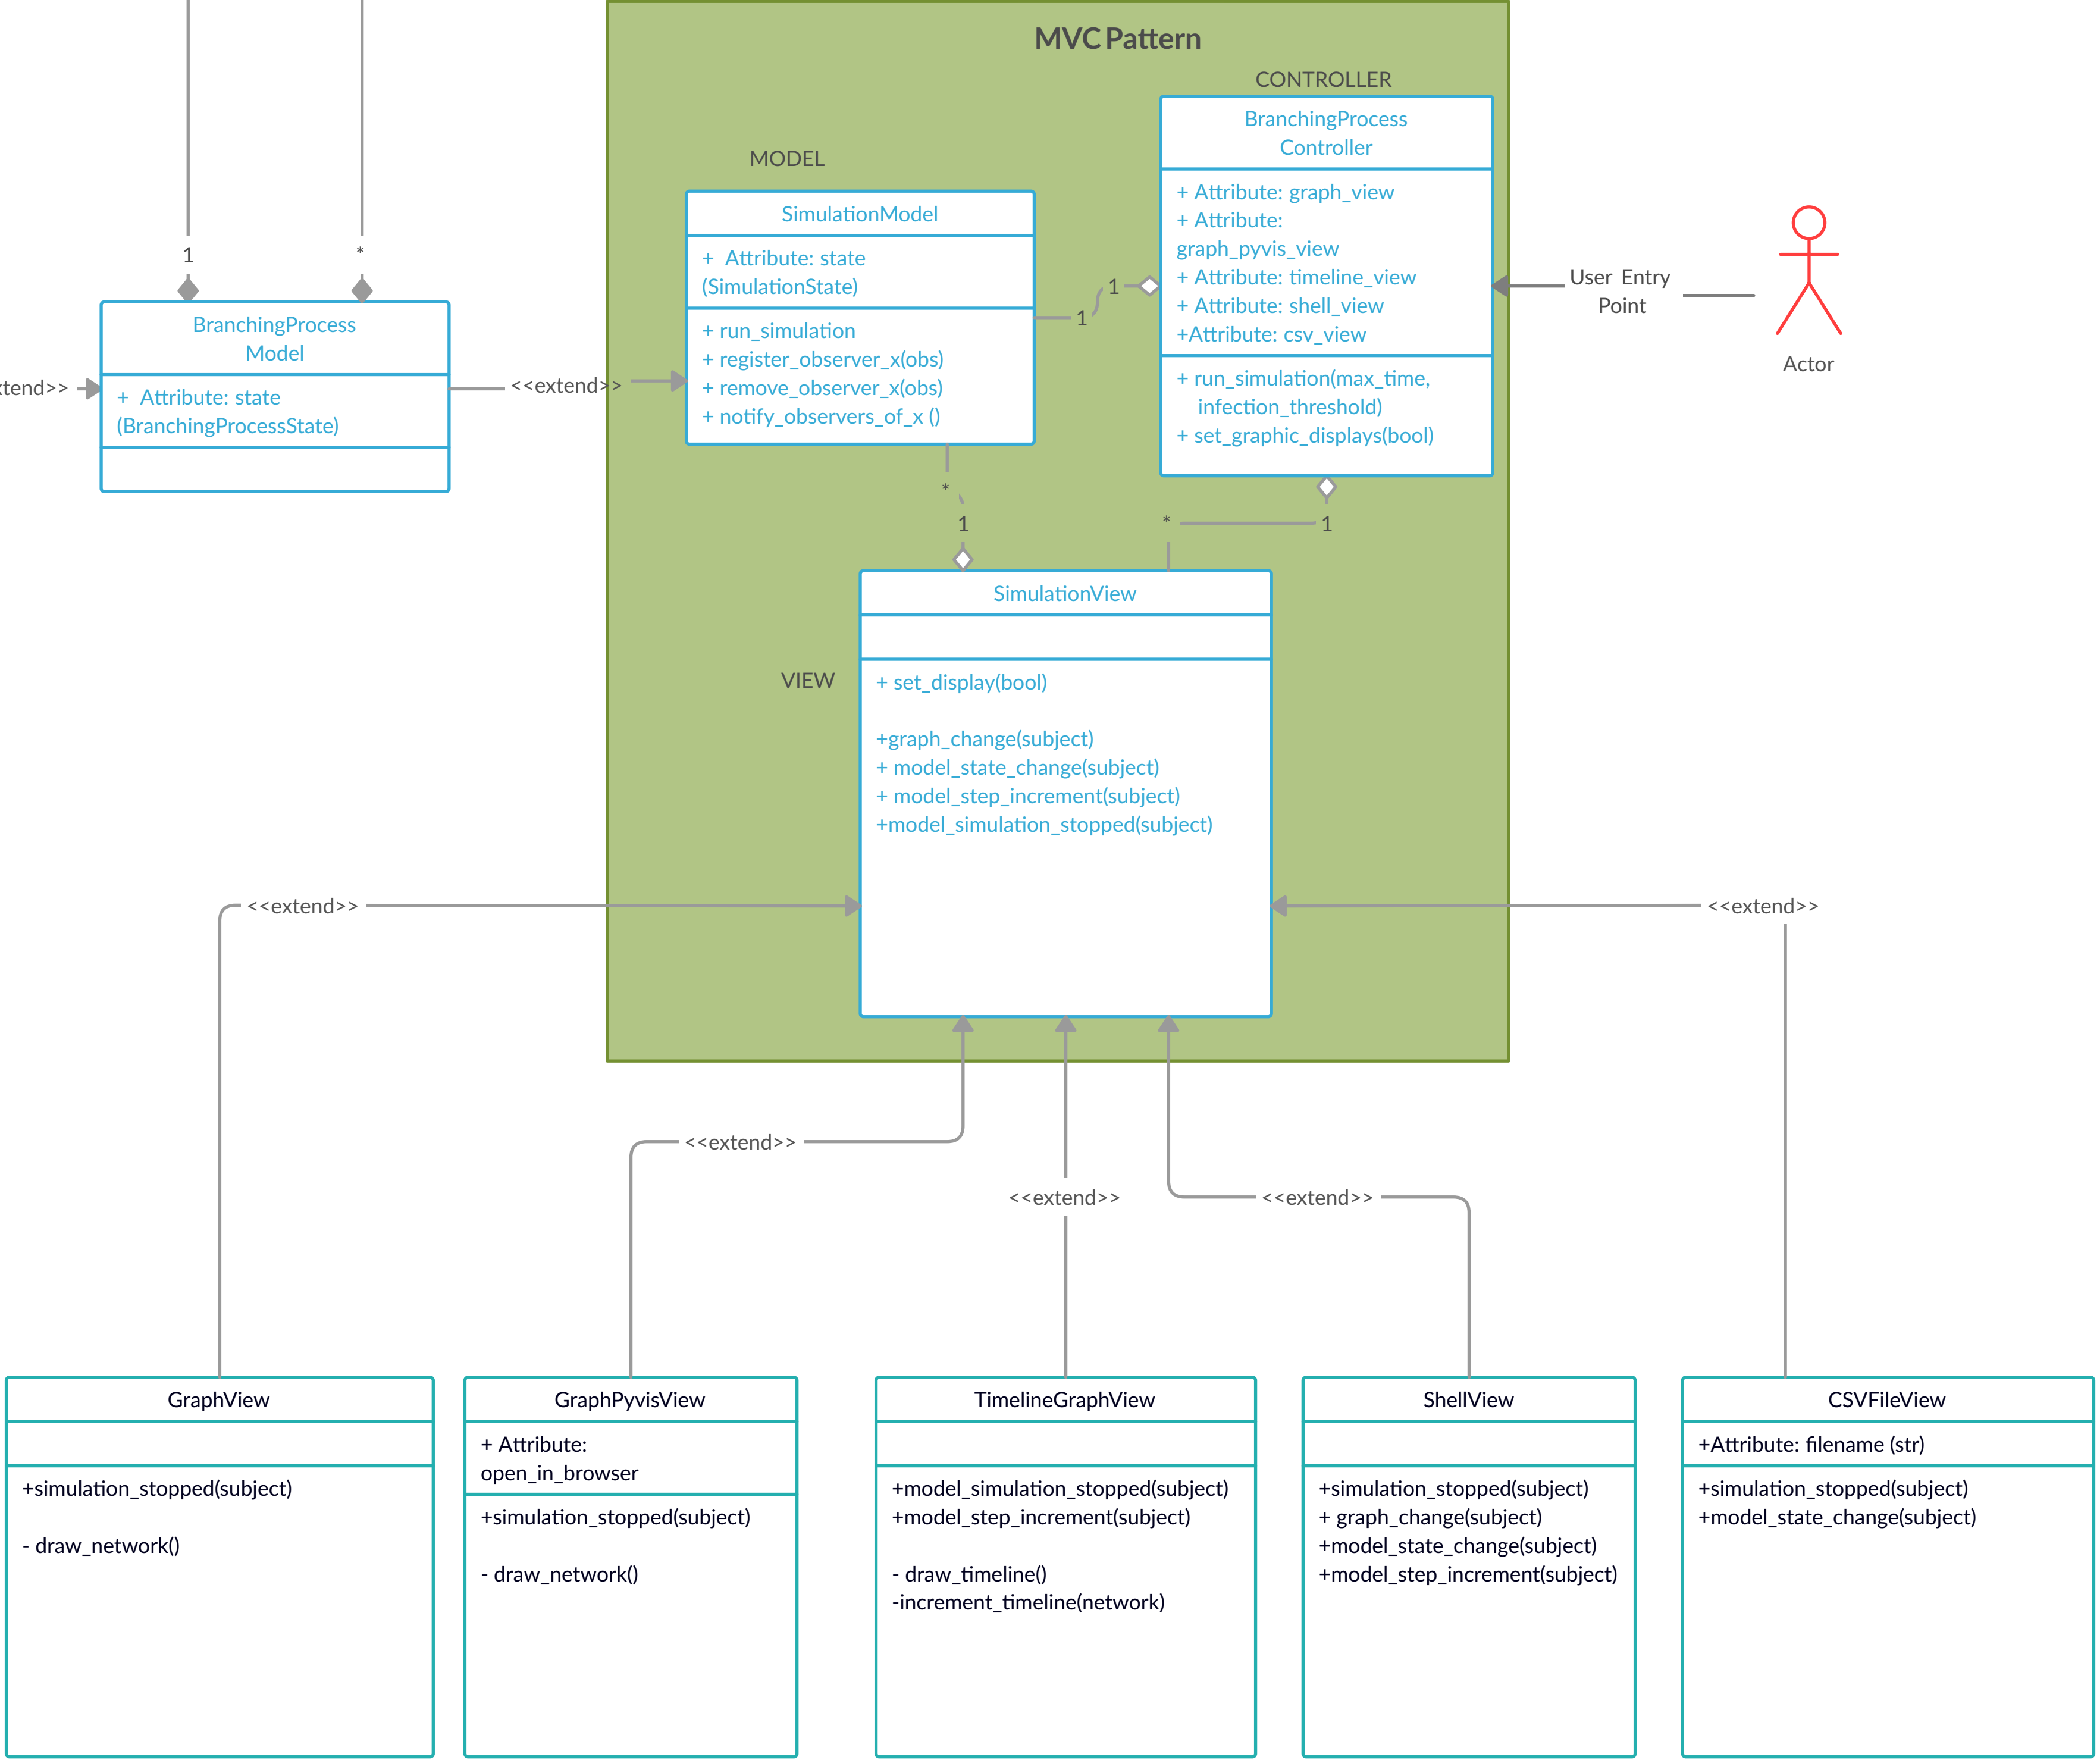 MVC Pattern
CONTROLLER
BranchingProcess
Controller
+ Attribute: graph_view
+ Attribute:
graph_pyvis_view
+ Attribute: timeline_view
+ Attribute: shell_view
+Attribute: csv_view
+ run_simulation(max_time,
infection_threshold)
+ set_graphic_displays(bool)
MODEL
SimulationModel
+  Attribute: state
(SimulationState)
+ run_simulation
+ register_observer_x(obs)
+ remove_observer_x(obs)
+ notify_observers_of_x ()
1
1
User Entry
Point
Actor
1
*
BranchingProcess
Model
+  Attribute: state
(BranchingProcessState)
xtend>>
<<extend>>
*
1
*
1
VIEW
SimulationView
+ set_display(bool)
+graph_change(subject)
+ model_state_change(subject)
+ model_step_increment(subject)
+model_simulation_stopped(subject)
<<extend>>
<<extend>>
<<extend>>
<<extend>>
<<extend>>
GraphView
+simulation_stopped(subject)
- draw_network()
GraphPyvisView
+ Attribute:
open_in_browser
+simulation_stopped(subject)
- draw_network()
TimelineGraphView
+model_simulation_stopped(subject)
+model_step_increment(subject)
- draw_timeline()
-increment_timeline(network)
ShellView
+simulation_stopped(subject)
+ graph_change(subject)
+model_state_change(subject)
+model_step_increment(subject)
CSVFileView
+Attribute: filename (str)
+simulation_stopped(subject)
+model_state_change(subject)